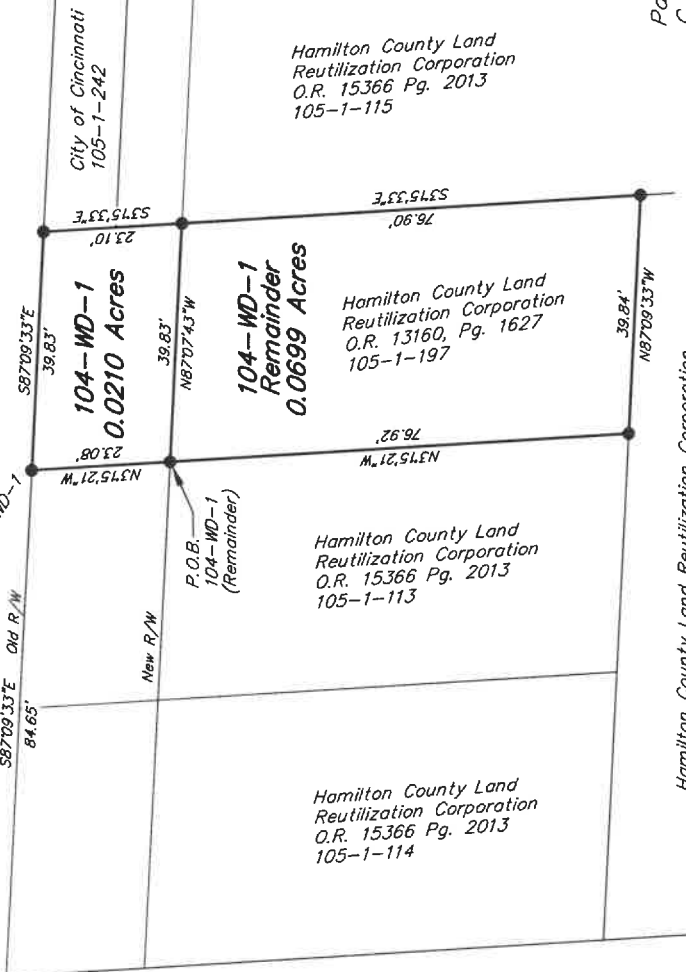 City of Cincinnati
105-1-242
Hamilton County Land
Reutilization Corporation
O.R. 15366 Pg. 2013
105-1-115
S87°09'33"E
39.83'
S3°15'33"E
23.10'
S3°15'33"E
76.90'
104-WD-1
0.0210 Acres
39.83'
N87°07'43"W
104-WD-1
Remainder
0.0699 Acres
Hamilton County Land
Reutilization Corporation
O.R. 13160, Pg. 1627
105-1-197
39.84'
N87°09'33"W
23.08'
N3°15'21"W
76.92'
N3°15'21"W
P.O.B.
104-WD-1
(Remainder)
Hamilton County Land
Reutilization Corporation
O.R. 15366 Pg. 2013
105-1-113
Old R/W
S87°09'33"E
84.65'
New R/W
Hamilton County Land
Reutilization Corporation
O.R. 15366 Pg. 2013
105-1-114
Hamilton County Land Reutilization Corporation